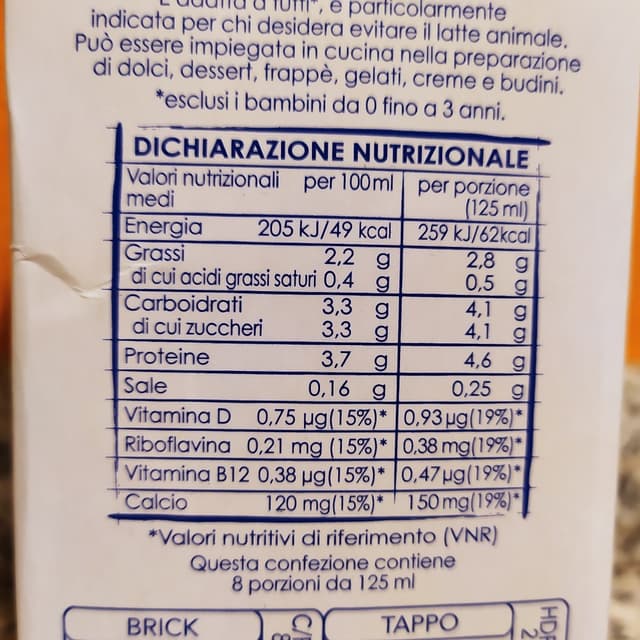 è particolarmente
indicata per chi desidera evitare il latte animale.
Può essere impiegata in cucina nella preparazione
di dolci, dessert, frappè, gelati, creme e budini.
*esclusi i bambini da 0 fino a 3 anni.
DICHIARAZIONE NUTRIZIONALE
Valori nutrizionali medi per 100ml per porzione (125 ml)
Energia 205 kJ/49 kcal 259 kJ/62kcal
Grassi 2,2 g 2,8 g
di cui acidi grassi saturi 0,4 g 0,5 g
Carboidrati 3,3 g 4,1 g
di cui zuccheri 3,3 g 4,1 g
Proteine 3,7 g 4,6 g
Sale 0,16 g 0,25 g
Vitamina D 0,75 µg(15%)* 0,93µg(19%)*
Riboflavina 0,21 mg (15%)* 0,38 mg(19%)*
Vitamina B12 0,38 µg(15%)* 0,47µg(19%)*
Calcio 120 mg(15%)* 150mg(19%)*
*Valori nutritivi di riferimento (VNR)
Questa confezione contiene
8 porzioni da 125 ml
BRICK TAPPO